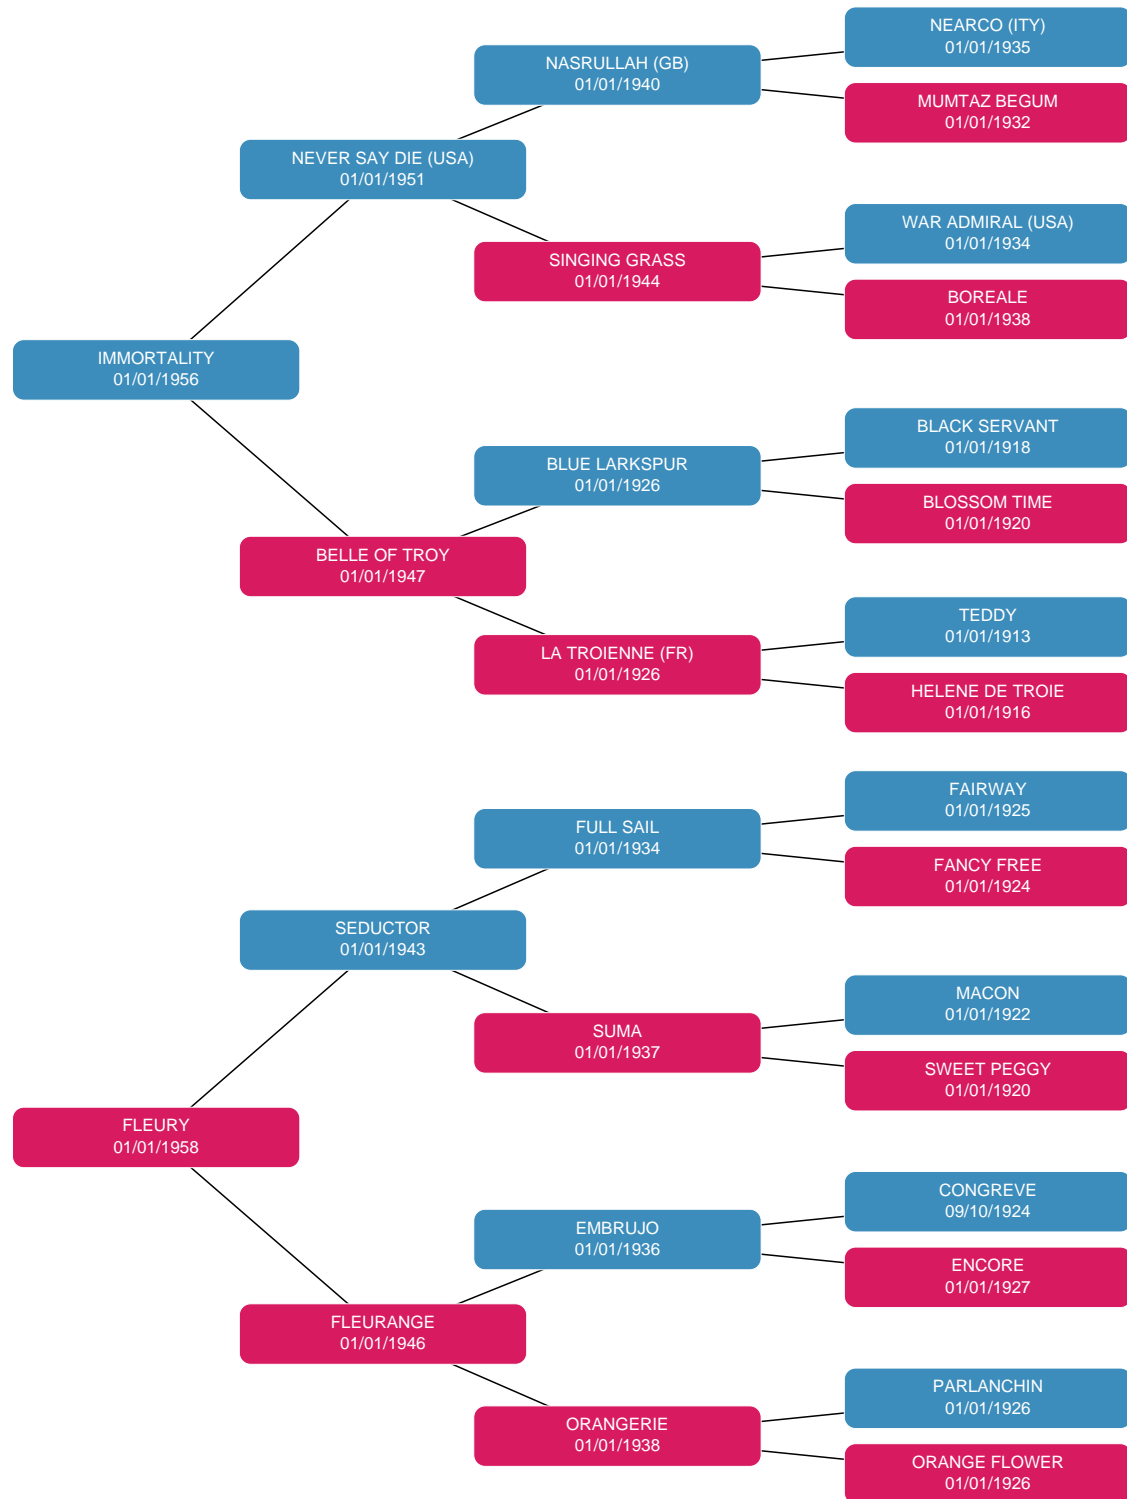 NEARCO (ITY)
01/01/1935
NASRULLAH (GB)
01/01/1940
MUMTAZ BEGUM
01/01/1932
NEVER SAY DIE (USA)
01/01/1951
WAR ADMIRAL (USA)
01/01/1934
SINGING GRASS
01/01/1944
BOREALE
01/01/1938
IMMORTALITY
01/01/1956
BLACK SERVANT
01/01/1918
BLUE LARKSPUR
01/01/1926
BLOSSOM TIME
01/01/1920
BELLE OF TROY
01/01/1947
TEDDY
01/01/1913
LA TROIENNE (FR)
01/01/1926
HELENE DE TROIE
01/01/1916
FAIRWAY
01/01/1925
FULL SAIL
01/01/1934
FANCY FREE
01/01/1924
SEDUCTOR
01/01/1943
MACON
01/01/1922
SUMA
01/01/1937
SWEET PEGGY
01/01/1920
FLEURY
01/01/1958
CONGREVE
09/10/1924
EMBRUJO
01/01/1936
ENCORE
01/01/1927
FLEURANGE
01/01/1946
PARLANCHIN
01/01/1926
ORANGERIE
01/01/1938
ORANGE FLOWER
01/01/1926